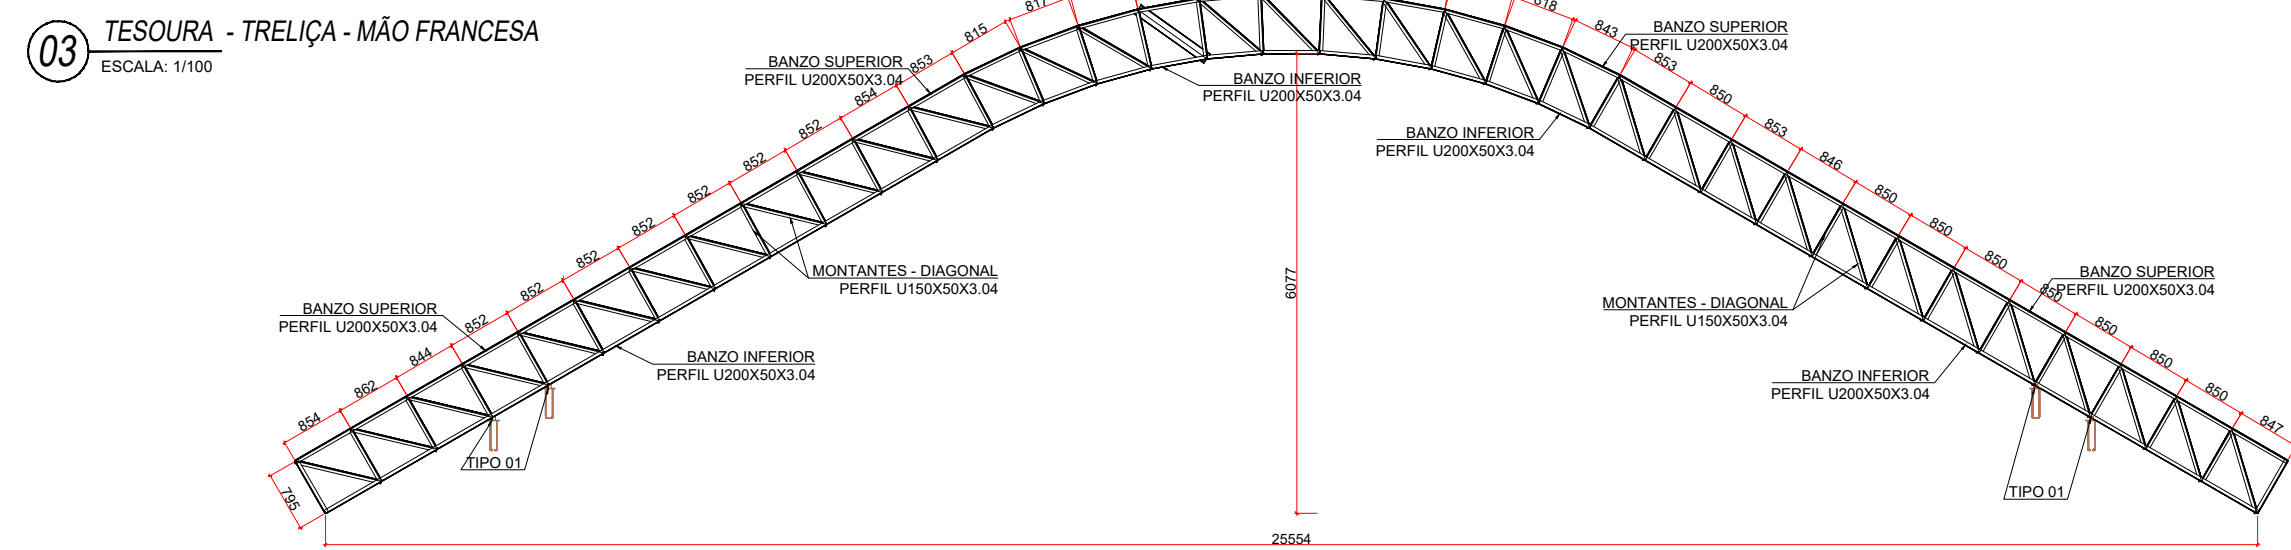 03
TESOURA - TRELIÇA - MÃO FRANCESA
ESCALA: 1/100
817
815
853
854
852
852
852
852
852
852
852
844
862
854
795
818
843
853
850
853
846
850
850
850
850
850
850
850
847
BANZO SUPERIOR
PERFIL U200X50X3.04
BANZO SUPERIOR
PERFIL U200X50X3.04
BANZO INFERIOR
PERFIL U200X50X3.04
BANZO INFERIOR
PERFIL U200X50X3.04
MONTANTES - DIAGONAL
PERFIL U150X50X3.04
6077
MONTANTES - DIAGONAL
PERFIL U150X50X3.04
BANZO SUPERIOR
PERFIL U200X50X3.04
BANZO SUPERIOR
PERFIL U200X50X3.04
BANZO INFERIOR
PERFIL U200X50X3.04
BANZO INFERIOR
PERFIL U200X50X3.04
TIPO 01
TIPO 01
25554